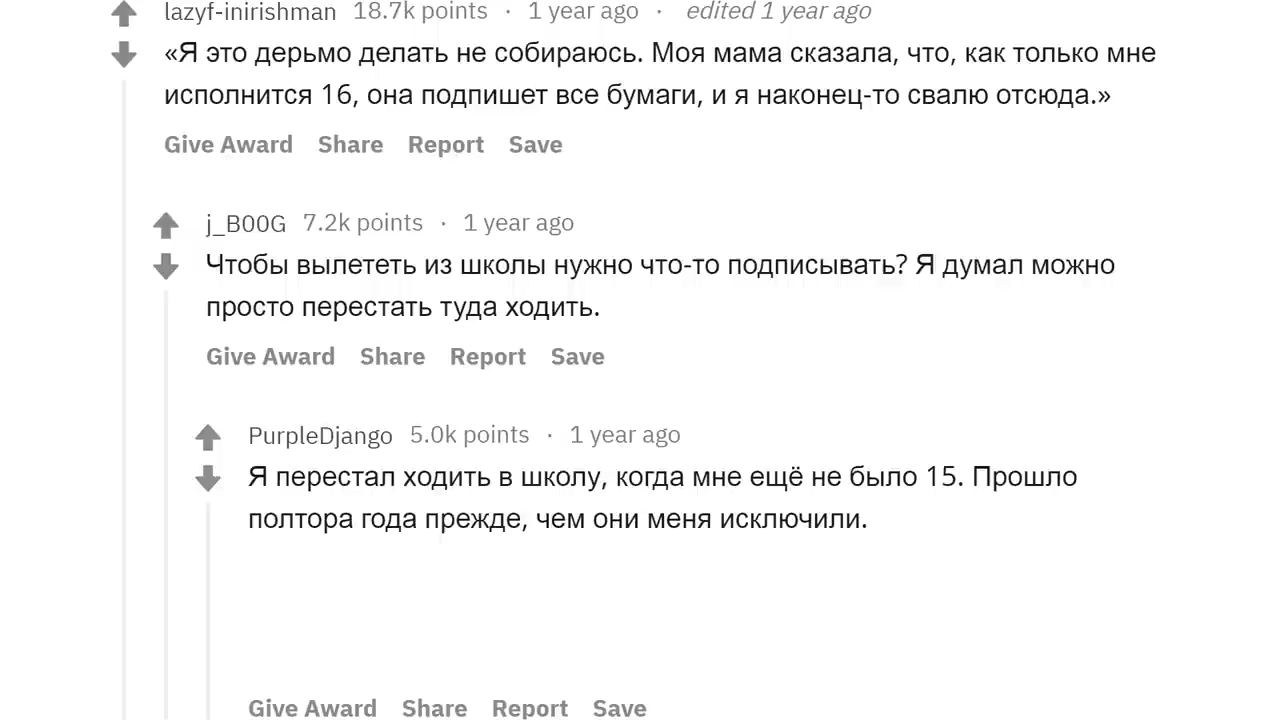 lazyf-inirishman 18.7k points · 1 year ago · edited 1 year ago
«Я это дерьмо делать не собираюсь. Моя мама сказала, что, как только мне
исполнится 16, она подпишет все бумаги, и я наконец-то свалю отсюда.»
Give Award Share Report Save
j_B00G 7.2k points · 1 year ago
Чтобы вылететь из школы нужно что-то подписывать? Я думал можно
просто перестать туда ходить.
Give Award Share Report Save
PurpleDjango 5.0k points · 1 year ago
Я перестал ходить в школу, когда мне ещё не было 15. Прошло
полтора года прежде, чем они меня исключили.
Give Award Share Report Save